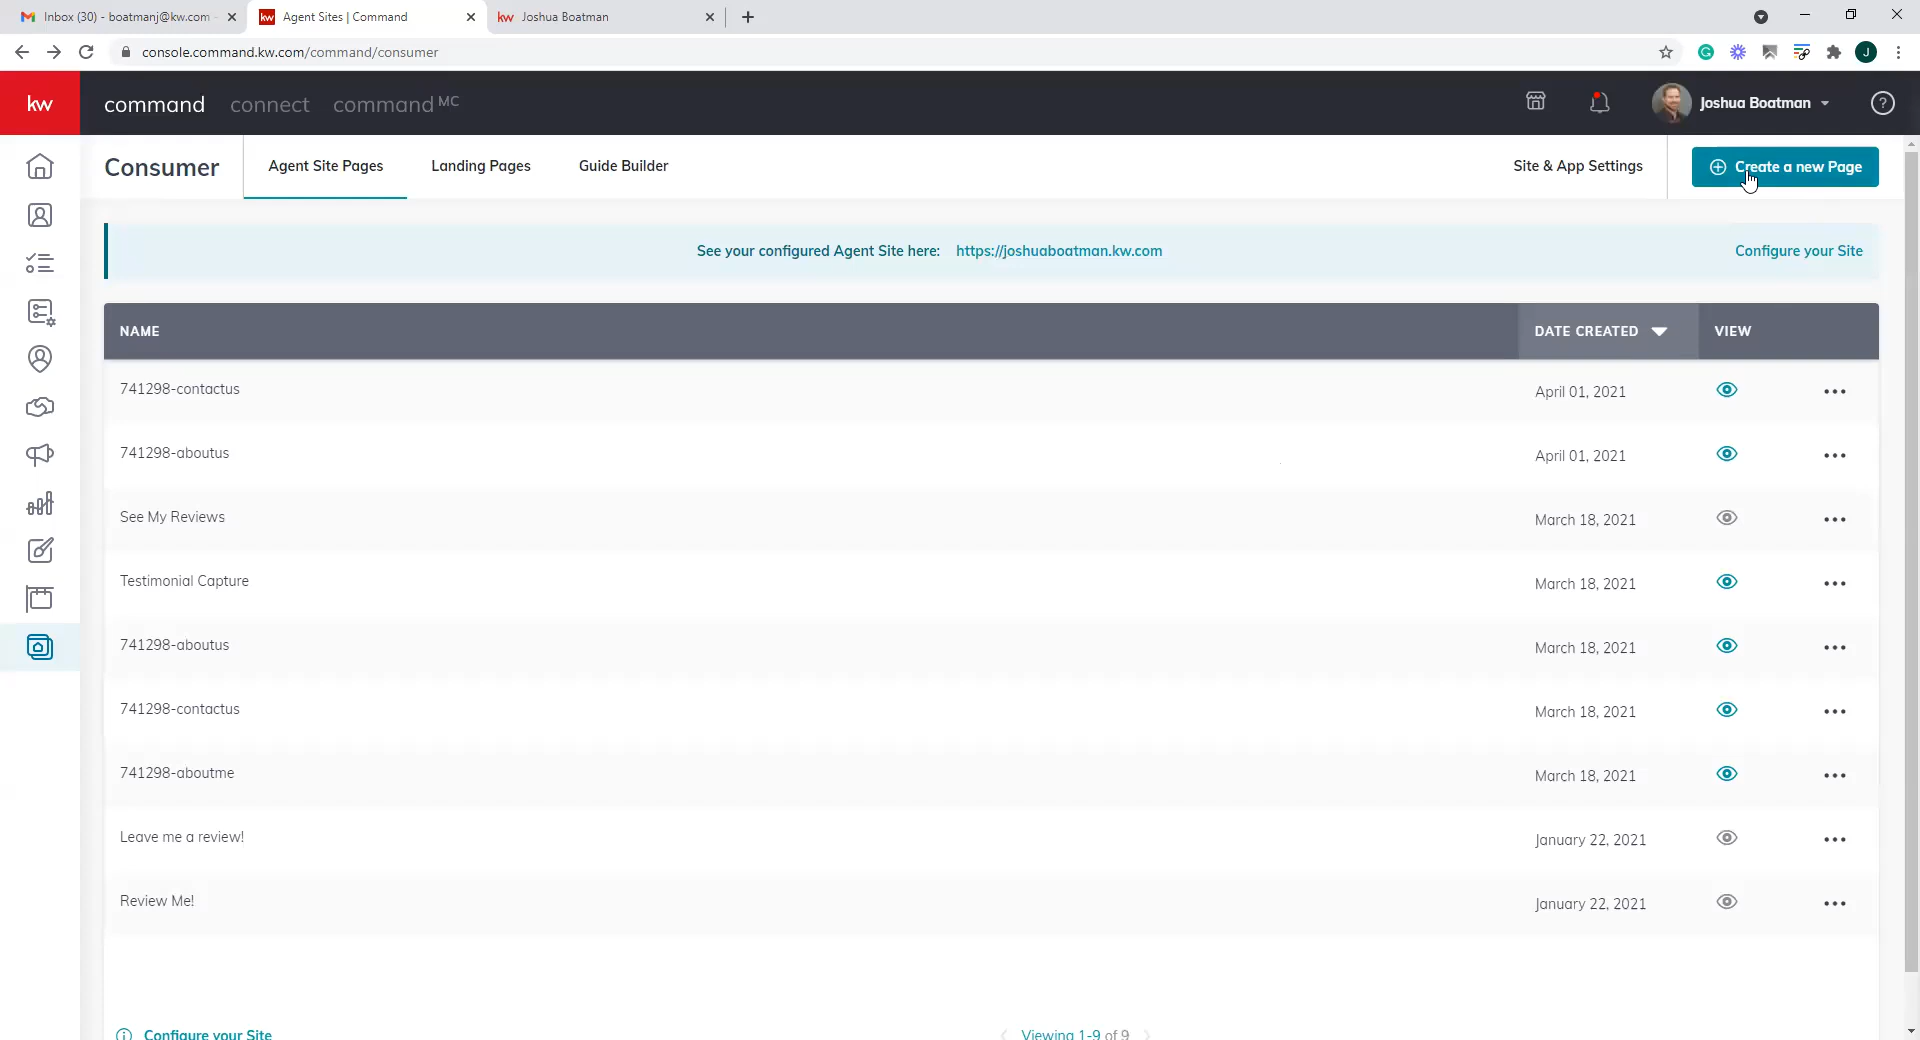 Inbox (30) - boatmanj@kw.com -
Agent Sites | Command
kw Joshua Boatman
console.command.kw.com/command/consumer
J
kw command connect command MC
Joshua Boatman
?
Consumer
Agent Site Pages
Landing Pages
Guide Builder
Site & App Settings
Create a new Page
See your configured Agent Site here: https://joshuaboatman.kw.com
Configure your Site
NAME DATE CREATED VIEW
741298-contactus April 01, 2021
741298-aboutus April 01, 2021
See My Reviews March 18, 2021
Testimonial Capture March 18, 2021
741298-aboutus March 18, 2021
741298-contactus March 18, 2021
741298-aboutme March 18, 2021
Leave me a review! January 22, 2021
Review Me! January 22, 2021
Configure your Site Viewing 1-9 of 9